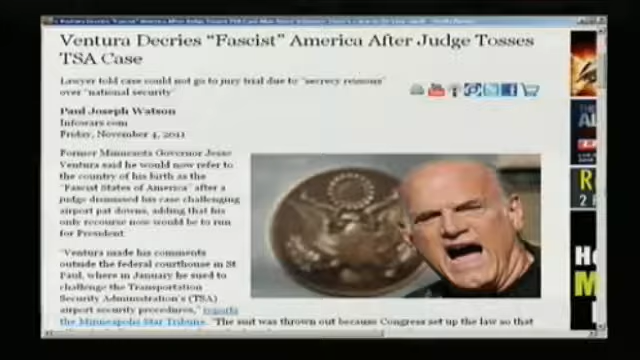 Ventura Decries “Fascist” America After Judge Tosses
TSA Case
Lawyer told case could not go to jury trial due to “secrecy reasons”
over “national security”
Paul Joseph Watson
Infowars.com
Friday, November 4, 2011
Former Minnesota Governor Jesse
Ventura said he would now refer to
the country of his birth as the
“Fascist States of America” after a
judge dismissed his case challenging
airport pat downs, adding that his
only recourse now would be to run
for President.
“Ventura made his comments
outside the federal courthouse in St
Paul, where in January he sued to
challenge the Transportation
Security Administration’s (TSA)
airport security procedures,” reports
the Minneapolis Star Tribune. “The suit was thrown out because Congress set up the law so that